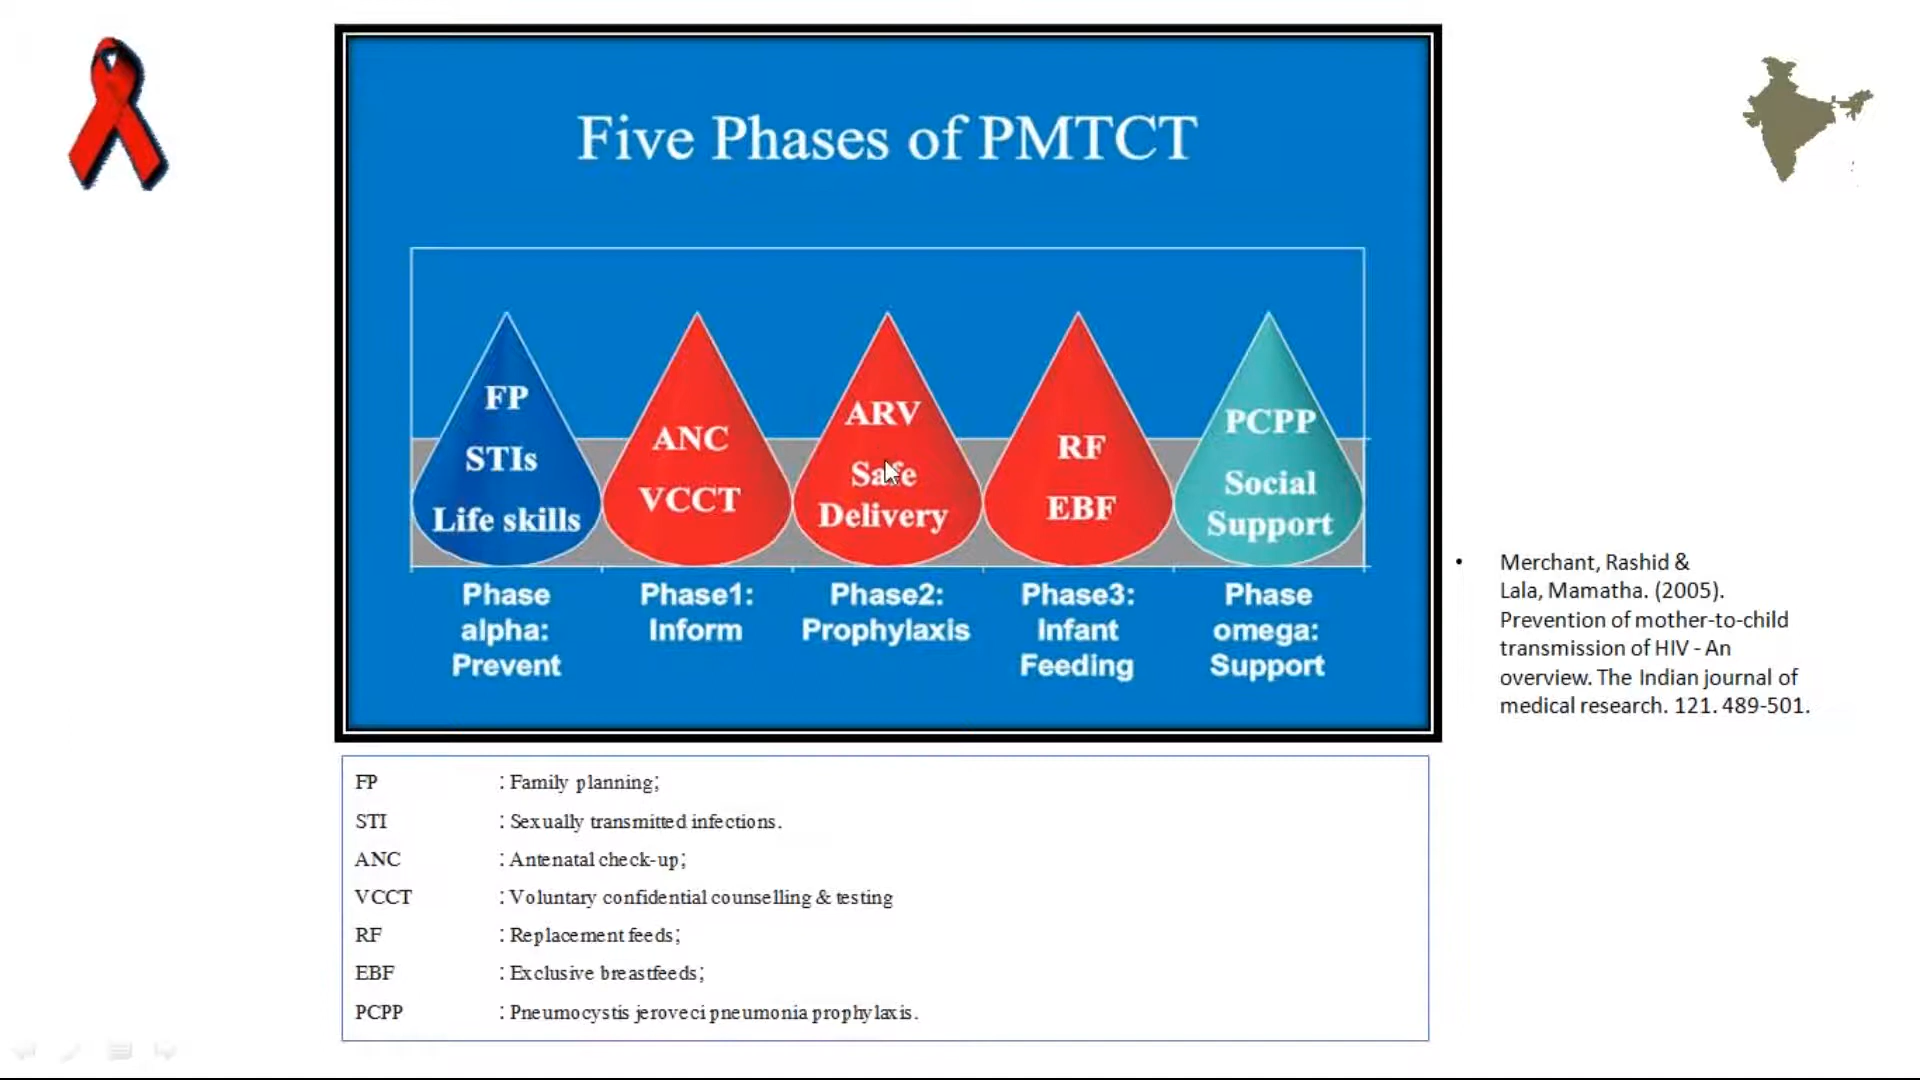 Five Phases of PMTCT
FP
STIs
Life skills
ANC
VCCT
ARV
Safe
Delivery
RF
EBF
PCPP
Social
Support
Phase
alpha:
Prevent
Phase1:
Inform
Phase2:
Prophylaxis
Phase3:
Infant
Feeding
Phase
omega:
Support
• Merchant, Rashid &
Lala, Mamatha. (2005).
Prevention of mother-to-child
transmission of HIV - An
overview. The Indian journal of
medical research. 121. 489-501.
FP : Family planning;
STI : Sexually transmitted infections.
ANC : Antenatal check-up;
VCCT : Voluntary confidential counselling & testing
RF : Replacement feeds;
EBF : Exclusive breastfeeds;
PCPP : Pneumocystis jeroveci pneumonia prophylaxis.